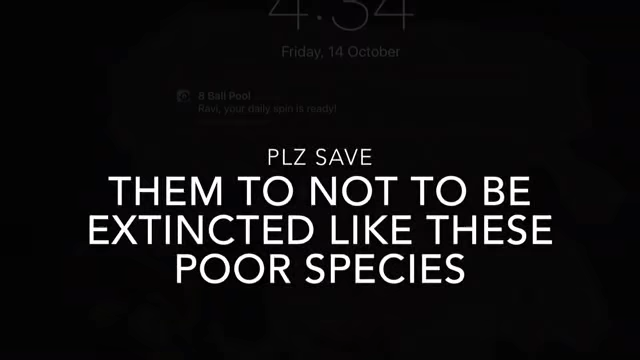 4:34
Friday, 14 October
8 Ball Pool
Ravi, your daily spin is ready!
PLZ SAVE
THEM TO NOT TO BE
EXTINCTED LIKE THESE
POOR SPECIES